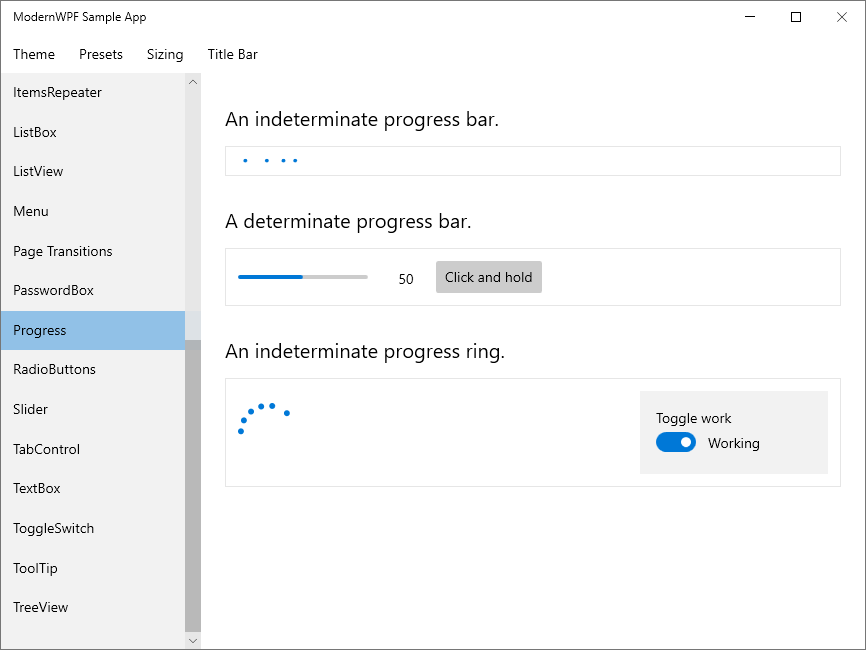 ModernWPF Sample App
Theme Presets Sizing Title Bar
ItemsRepeater
ListBox
ListView
Menu
Page Transitions
PasswordBox
Progress
RadioButtons
Slider
TabControl
TextBox
ToggleSwitch
ToolTip
TreeView
An indeterminate progress bar.
A determinate progress bar.
50 Click and hold
An indeterminate progress ring.
Toggle work
Working